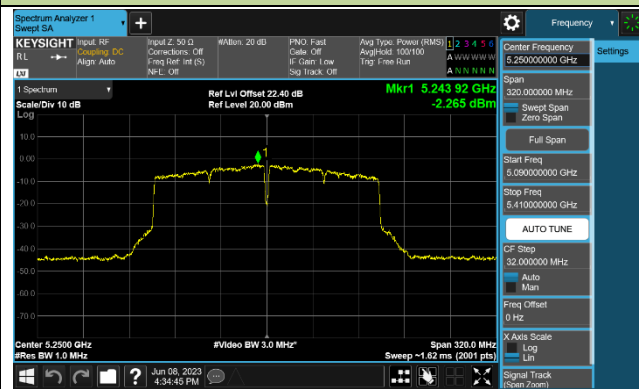 Spectrum Analyzer 1
Swept SA
Frequency
KEYSIGHT
RL
LXI
Input: RF
Coupling: DC
Align: Auto
Input Z: 50 Ω
Corrections: Off
Freq Ref: Int (S)
NFE: Off
#Atten: 20 dB
PNO: Fast
Gate: Off
IF Gain: Low
Sig Track: Off
Avg Type: Power (RMS)
Avg|Hold: 100/100
Trig: Free Run
1 2 3 4 5 6
A W W W W W
A N N N N N
1 Spectrum
Scale/Div 10 dB
Log
Ref Lvl Offset 22.40 dB
Ref Level 20.00 dBm
Mkr1 5.243 92 GHz
-2.265 dBm
10.0
0.00
-10.0
-20.0
-30.0
-40.0
-50.0
-60.0
-70.0
1
Center 5.2500 GHz
#Res BW 1.0 MHz
#Video BW 3.0 MHz*
Span 320.0 MHz
Sweep ~1.62 ms (2001 pts)
Center Frequency
5.250000000 GHz
Settings
Span
320.000000 MHz
Swept Span
Zero Span
Full Span
Start Freq
5.090000000 GHz
Stop Freq
5.410000000 GHz
AUTO TUNE
CF Step
32.000000 MHz
Auto
Man
Freq Offset
0 Hz
X Axis Scale
Log
Lin
Signal Track
(Span Zoom)
Jun 08, 2023
4:34:45 PM